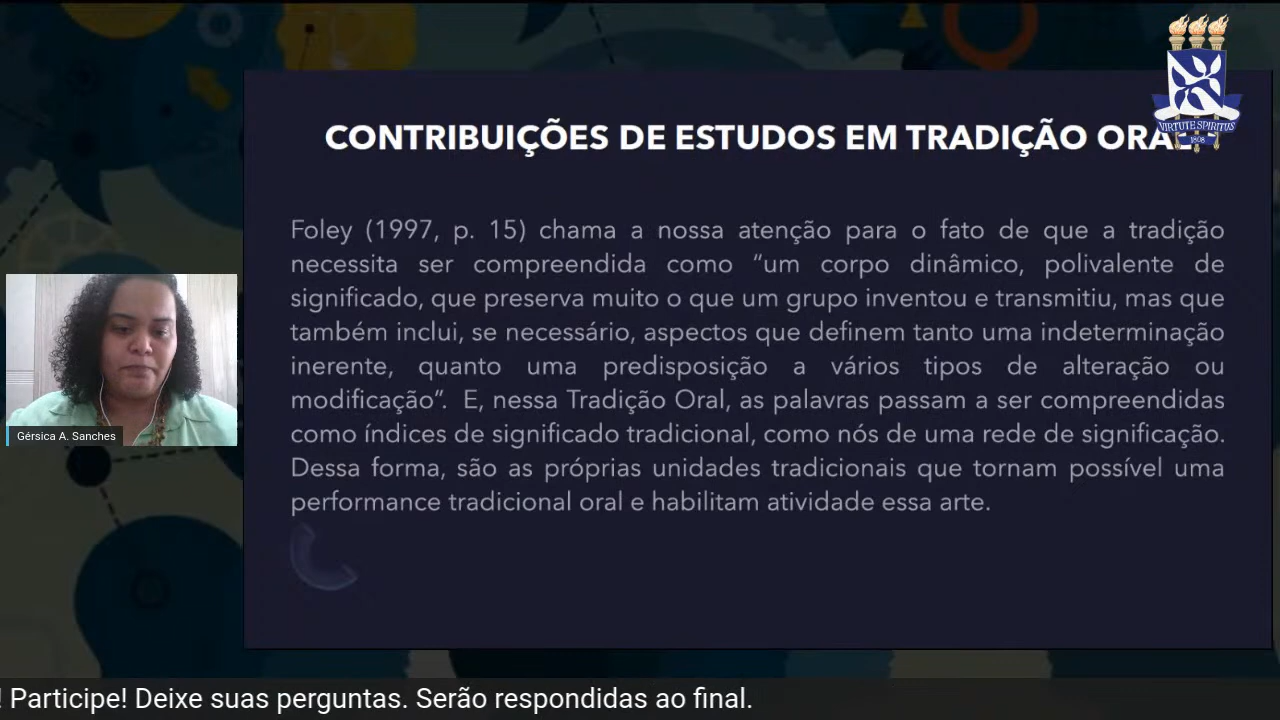 CONTRIBUIÇÕES DE ESTUDOS EM TRADIÇÃO ORAL
VIRTUTE SPIRITUS
1808
Foley (1997, p. 15) chama a nossa atenção para o fato de que a tradição
necessita ser compreendida como “um corpo dinâmico, polivalente de
significado, que preserva muito o que um grupo inventou e transmitiu, mas que
também inclui, se necessário, aspectos que definem tanto uma indeterminação
inerente, quanto uma predisposição a vários tipos de alteração ou
modificação”. E, nessa Tradição Oral, as palavras passam a ser compreendidas
como índices de significado tradicional, como nós de uma rede de significação.
Dessa forma, são as próprias unidades tradicionais que tornam possível uma
performance tradicional oral e habilitam atividade essa arte.
Gérsica A. Sanches
! Participe! Deixe suas perguntas. Serão respondidas ao final.